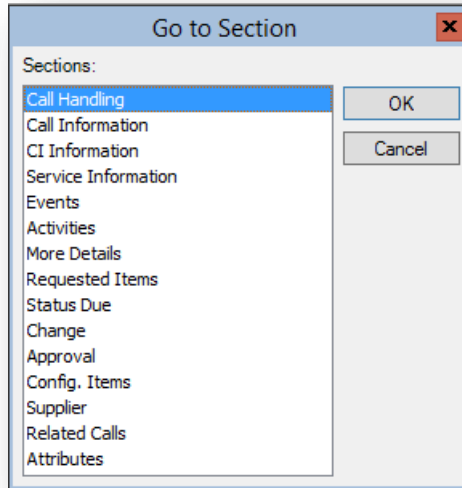 Go to Section
Sections:
Call Handling
Call Information
CI Information
Service Information
Events
Activities
More Details
Requested Items
Status Due
Change
Approval
Config. Items
Supplier
Related Calls
Attributes
OK
Cancel